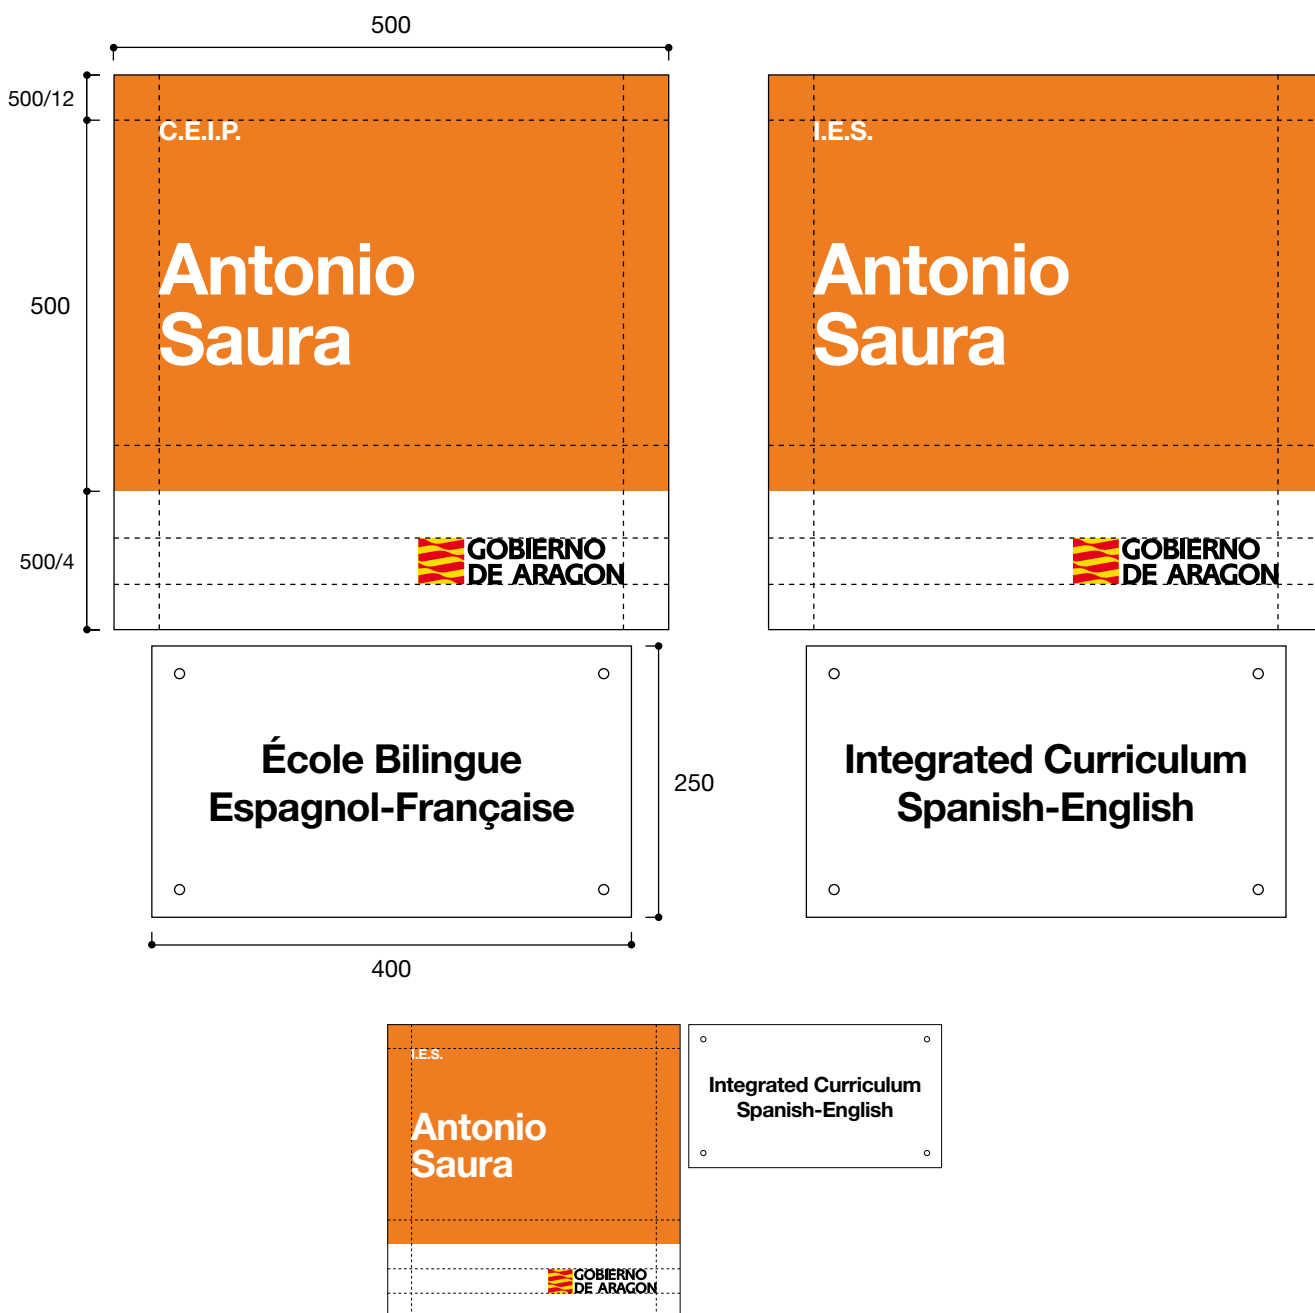 500
500/12
C.E.I.P.
Antonio
Saura
500
500/4
GOBIERNO
DE ARAGON
I.E.S.
Antonio
Saura
GOBIERNO
DE ARAGON
École Bilingue
Espagnol-Française
250
400
Integrated Curriculum
Spanish-English
I.E.S.
Antonio
Saura
GOBIERNO
DE ARAGON
Integrated Curriculum
Spanish-English